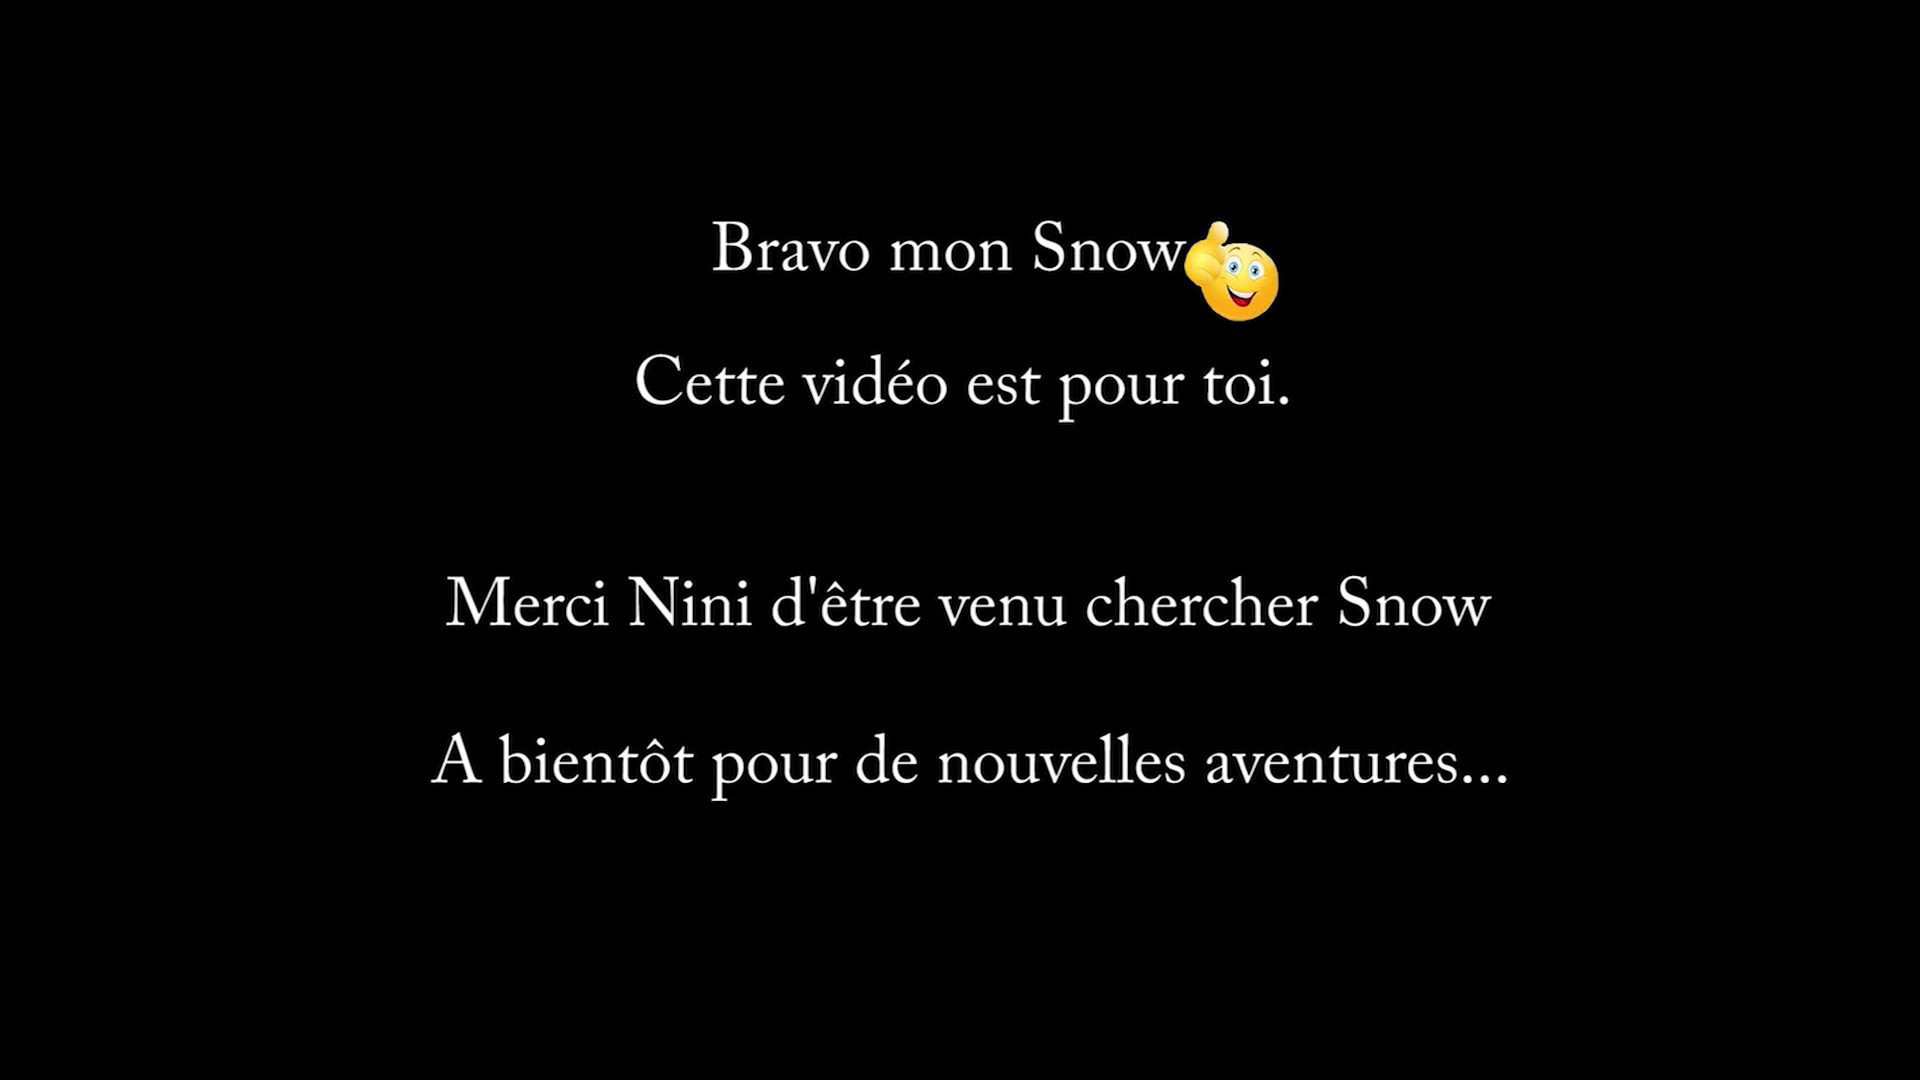 Bravo mon Snow
Cette vidéo est pour toi.
Merci Nini d'être venu chercher Snow
A bientôt pour de nouvelles aventures...